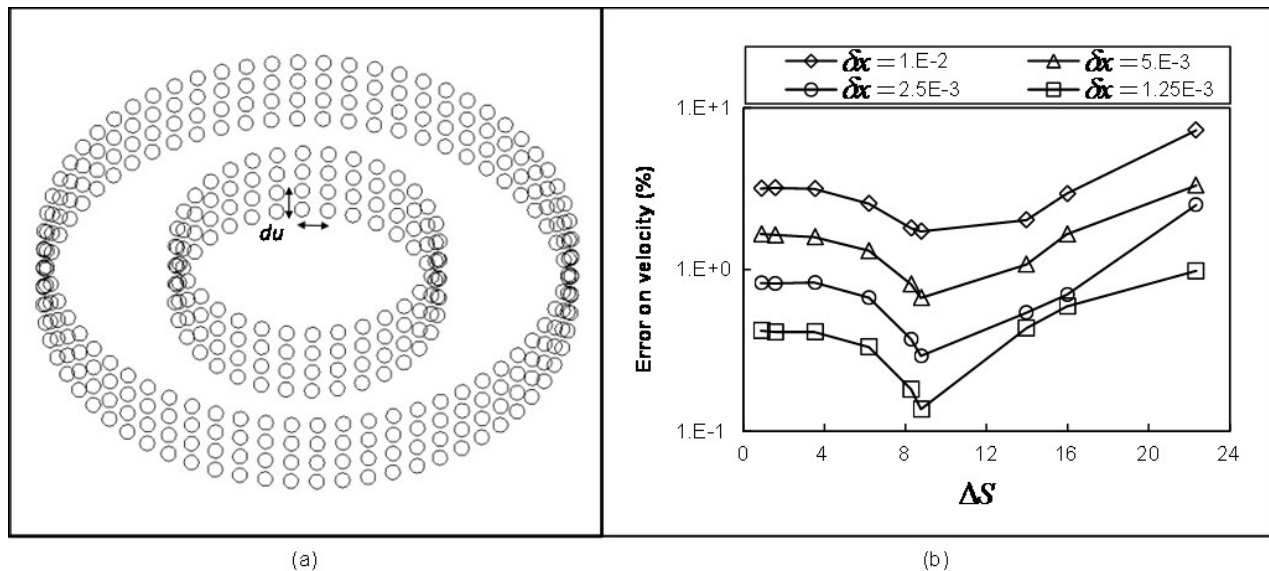 du
δx = 1.E-2
δx = 5.E-3
δx = 2.5E-3
δx = 1.25E-3
1.E+1
1.E+0
1.E-1
Error on velocity (%)
0 4 8 12 16 20 24
ΔS
(a)
(b)